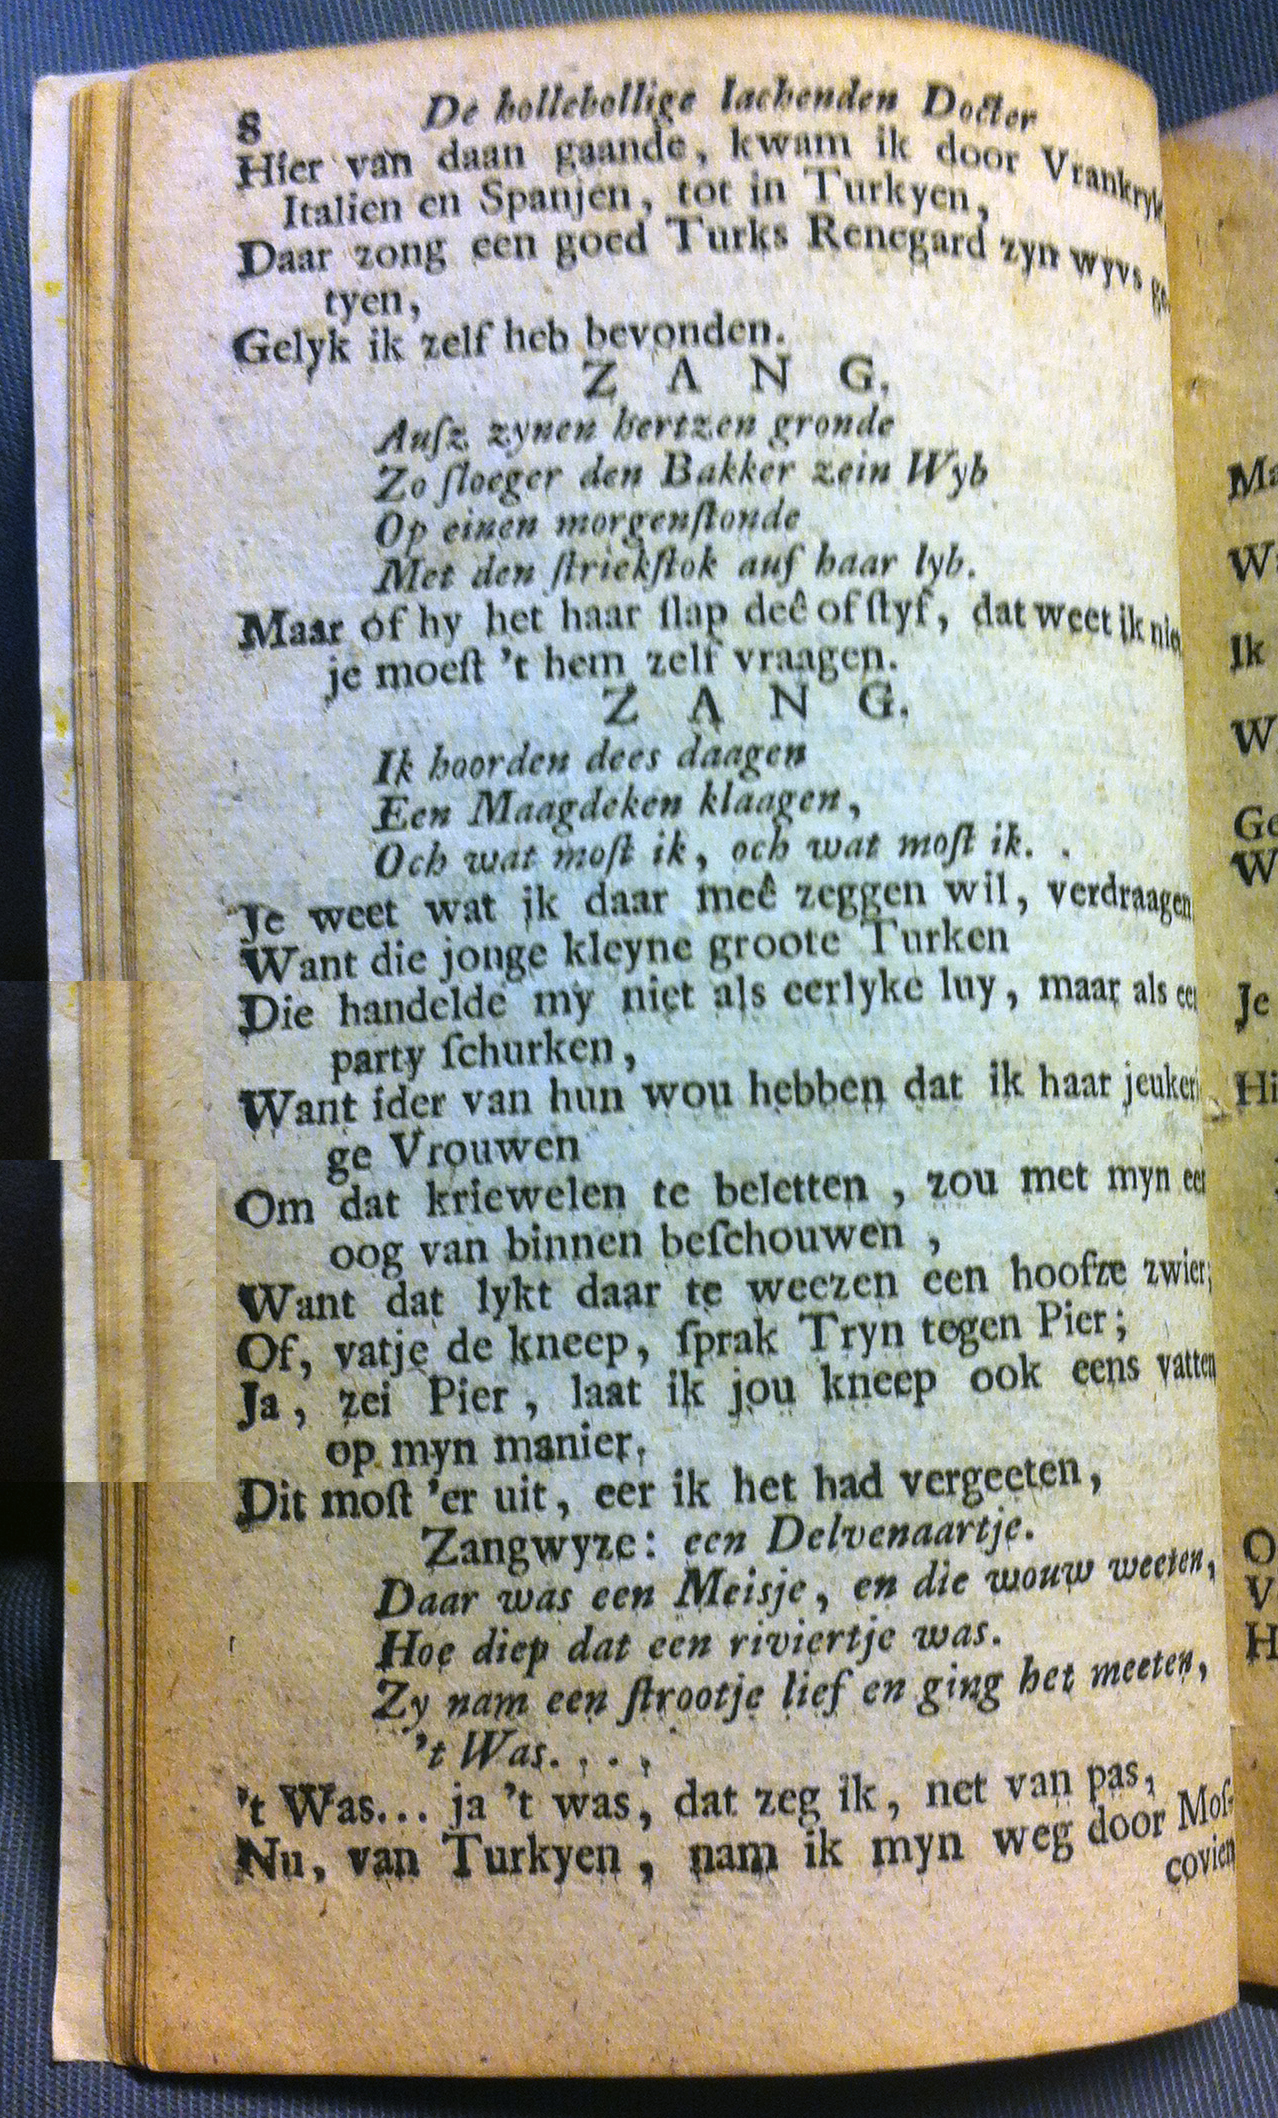 8 De hollebollige lachenden Docter
Hier van daan gaande, kwam ik door Vrankryk,
Italien en Spanjen, tot in Turkyen,
Daar zong een goed Turks Renegard zyn wyvs ge-
tyen,
Gelyk ik zelf heb bevonden.
Z A N G.
Auſz zynen hertzen gronde
Zo ſloeger den Bakker zein Wyb
Op einen morgenſtonde
Met den ſtriekſtok auf haar lyb.
Maar of hy het haar ſlap deê of ſtyf, dat weet ik niet
je moeſt 't hem zelf vraagen.
Z A N G.
Ik hoorden dees daagen
Een Maagdeken klaagen,
Och wat moſt ik, och wat moſt ik. .
Je weet wat ik daar meê zeggen wil, verdraagen
Want die jonge kleyne groote Turken
Die handelde my niet als eerlyke luy, maar als een
party ſchurken,
Want ider van hun wou hebben dat ik haar jeukeri-
ge Vrouwen
Om dat kriewelen te beletten, zou met myn een
oog van binnen beſchouwen,
Want dat lykt daar te weezen een hoofze zwier;
Of, vatje de kneep, ſprak Tryn tegen Pier;
Ja, zei Pier, laat ik jou kneep ook eens vatten
op myn manier.
Dit moſt 'er uit, eer ik het had vergeeten,
Zangwyze: een Delvenaartje.
Daar was een Meisje, en die wouw weeten,
Hoe diep dat een riviertje was.
Zy nam een ſtrootje lief en ging het meeten,
't Was. . . .
't Was... ja 't was, dat zeg ik, net van pas,
Nu, van Turkyen, nam ik myn weg door Moſ-
covien
Ma
W
Ik
W
Ge
W
Je
Hi
O
V
H